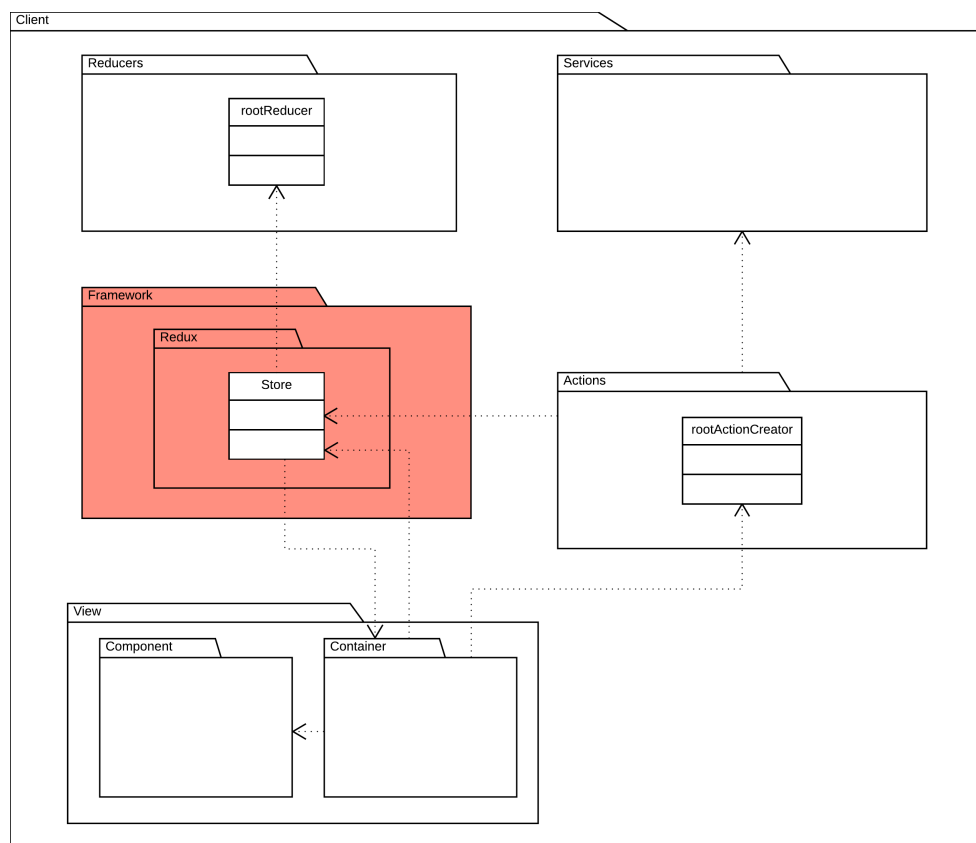 Client
Reducers
Services
rootReducer
Framework
Redux
Store
Actions
rootActionCreator
View
Component
Container